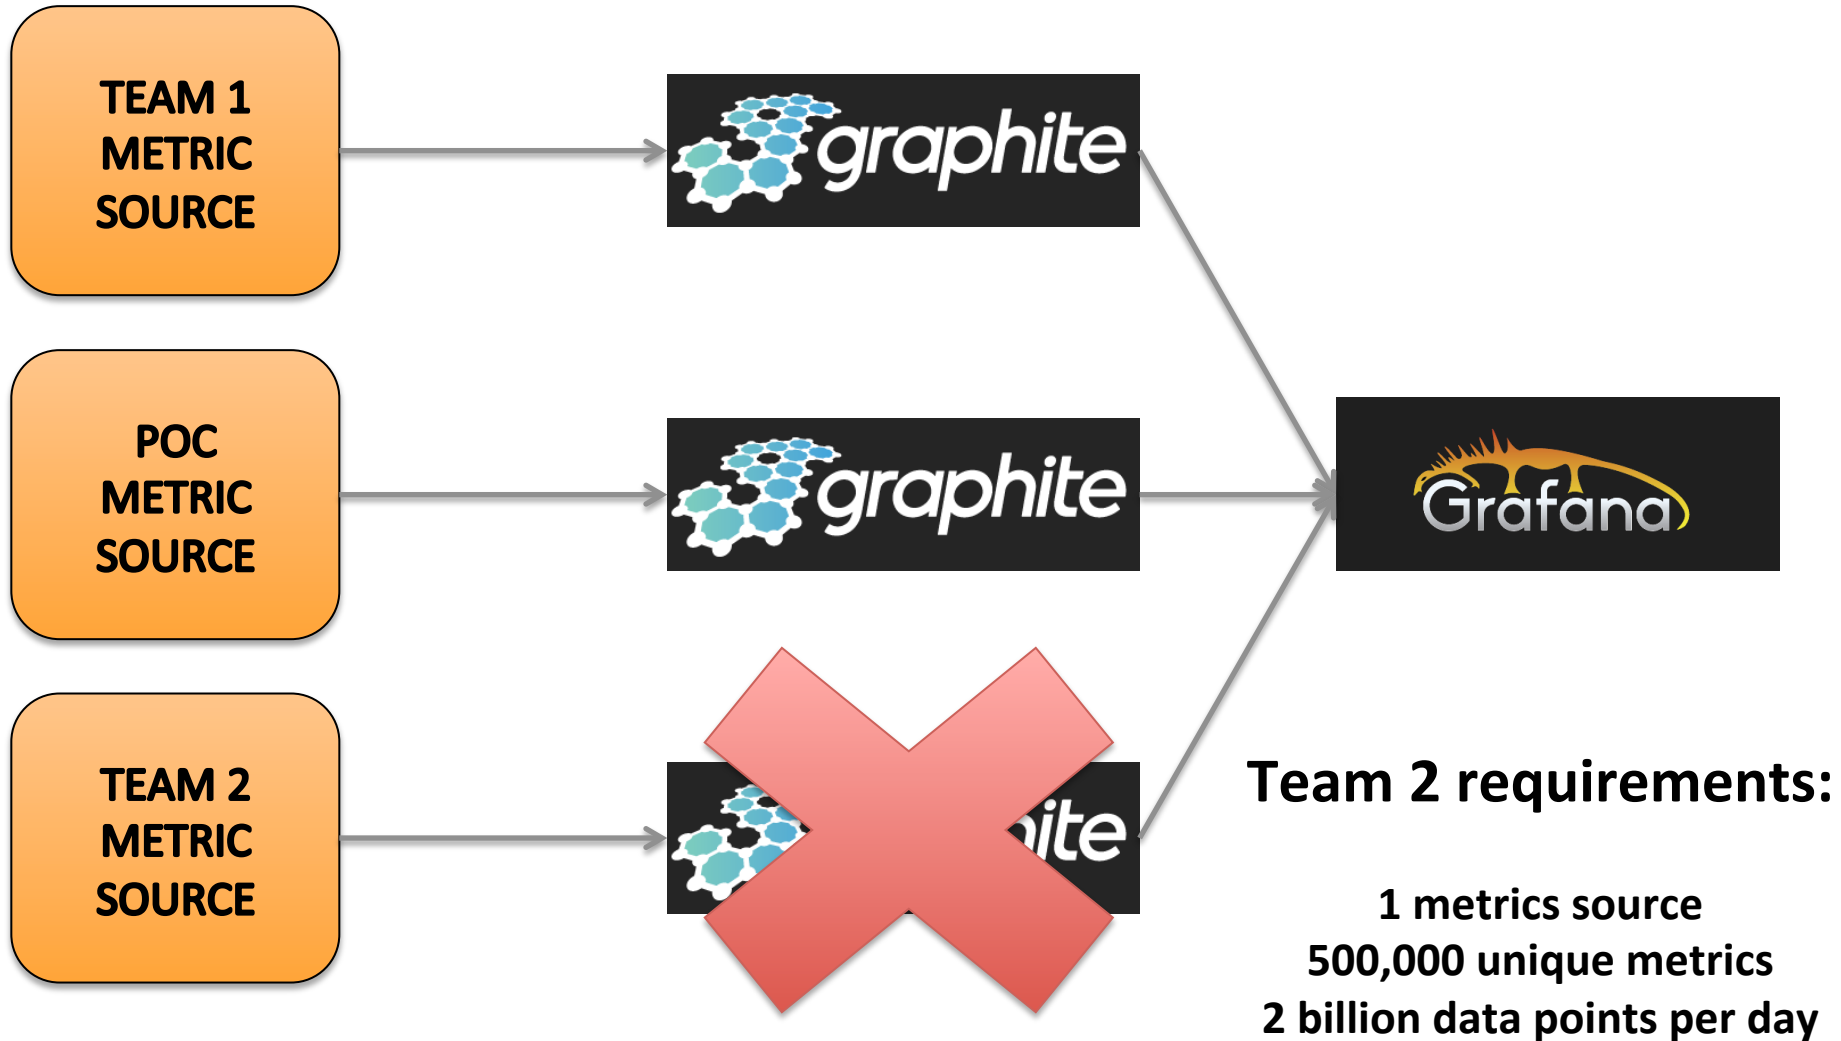 TEAM 1
METRIC
SOURCE
graphite
POC
METRIC
SOURCE
graphite
Grafana
TEAM 2
METRIC
SOURCE
ite
Team 2 requirements:
1 metrics source
500,000 unique metrics
2 billion data points per day